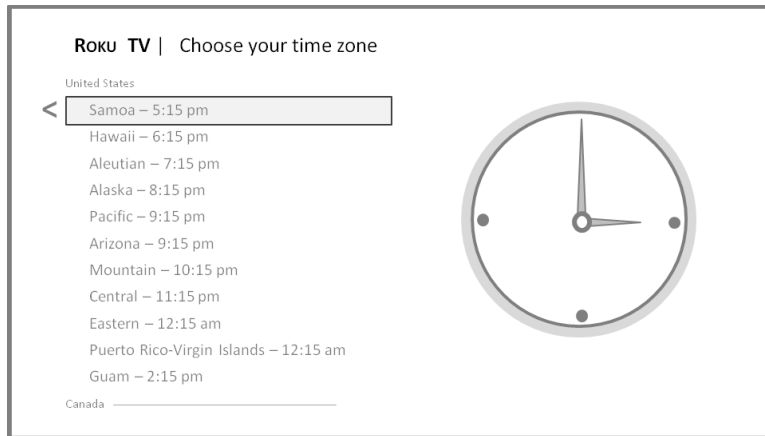 ROKU TV | Choose your time zone
United States
<
Samoa – 5:15 pm
Hawaii – 6:15 pm
Aleutian – 7:15 pm
Alaska – 8:15 pm
Pacific – 9:15 pm
Arizona – 9:15 pm
Mountain – 10:15 pm
Central – 11:15 pm
Eastern – 12:15 am
Puerto Rico-Virgin Islands – 12:15 am
Guam – 2:15 pm
Canada